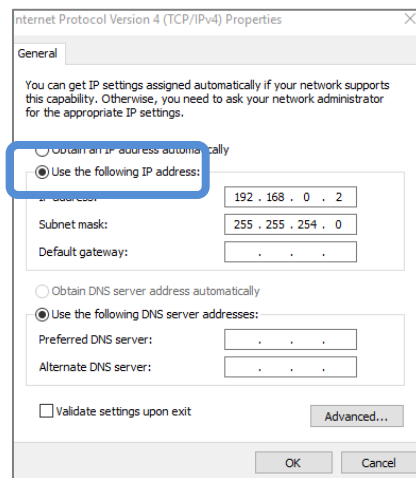 nternet Protocol Version 4 (TCP/IPv4) Properties
General
You can get IP settings assigned automatically if your network supports
this capability. Otherwise, you need to ask your network administrator
for the appropriate IP settings.
Obtain an IP address automatically
Use the following IP address:
IP address: 192 . 168 . 0 . 2
Subnet mask: 255 . 255 . 254 . 0
Default gateway: . . .
Obtain DNS server address automatically
Use the following DNS server addresses:
Preferred DNS server: . . .
Alternate DNS server: . . .
Validate settings upon exit
Advanced...
OK Cancel